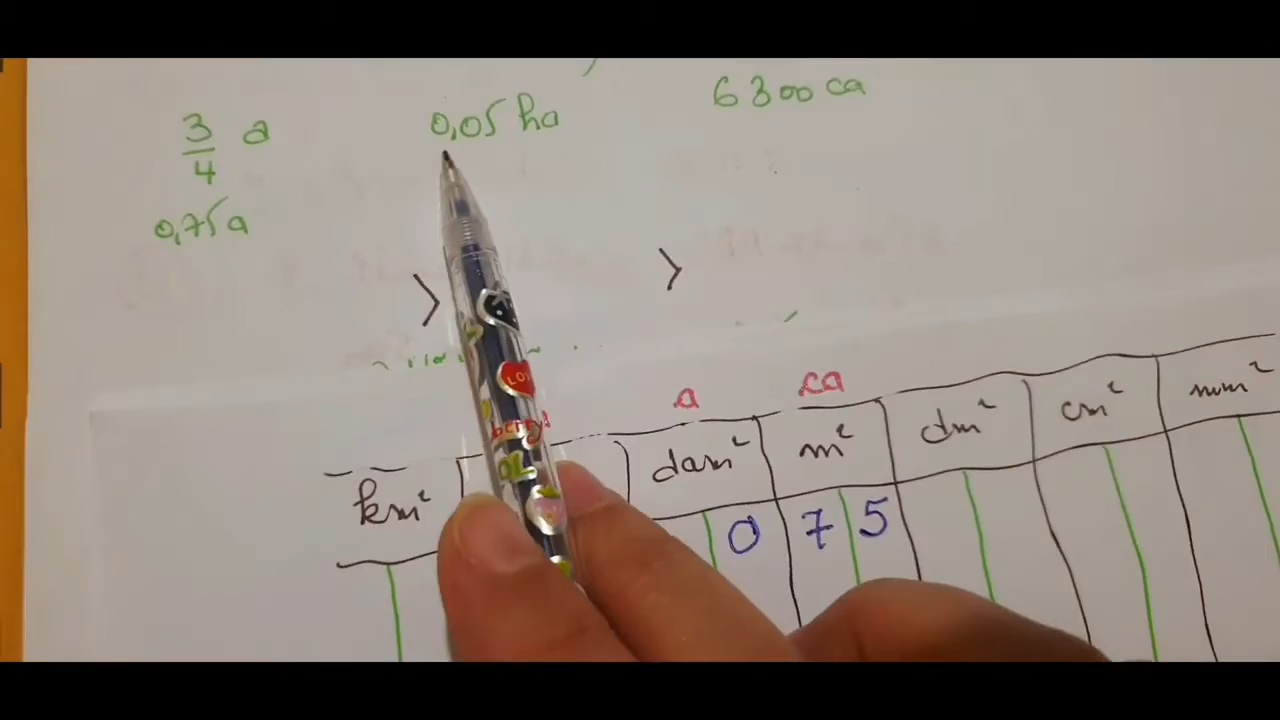 3/4 a 0,05 ha 6300 ca
0,75 a
> >
a ca
km² dam² m² dm² cm² mm²
0 7 5